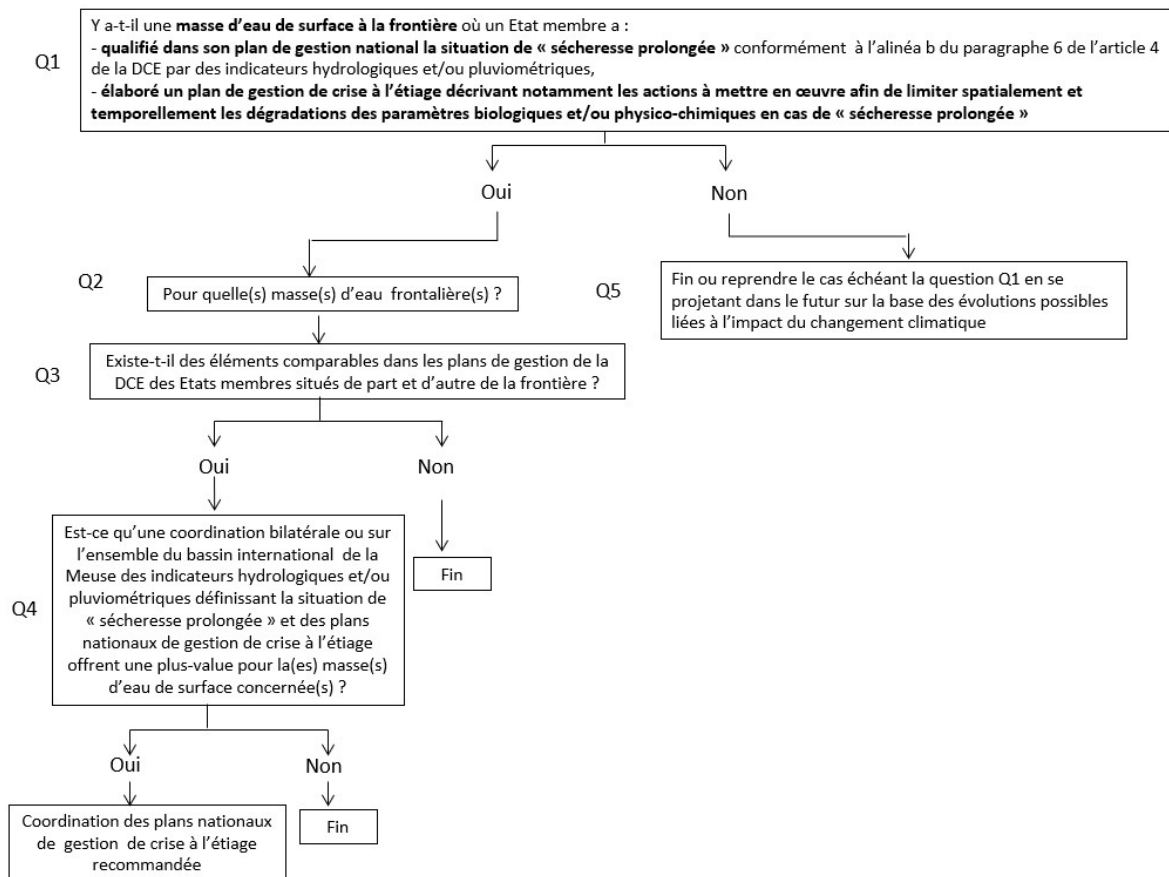 Q1
Y a-t-il une masse d’eau de surface à la frontière où un Etat membre a :
- qualifié dans son plan de gestion national la situation de « sécheresse prolongée » conformément à l’alinéa b du paragraphe 6 de l’article 4
de la DCE par des indicateurs hydrologiques et/ou pluviométriques,
- élaboré un plan de gestion de crise à l’étiage décrivant notamment les actions à mettre en œuvre afin de limiter spatialement et
temporellement les dégradations des paramètres biologiques et/ou physico-chimiques en cas de « sécheresse prolongée »
Oui
Non
Q2
Pour quelle(s) masse(s) d’eau frontalière(s) ?
Q5
Fin ou reprendre le cas échéant la question Q1 en se
projetant dans le futur sur la base des évolutions possibles
liées à l’impact du changement climatique
Q3
Existe-t-il des éléments comparables dans les plans de gestion de la
DCE des Etats membres situés de part et d’autre de la frontière ?
Oui
Non
Q4
Est-ce qu’une coordination bilatérale ou sur
l’ensemble du bassin international de la
Meuse des indicateurs hydrologiques et/ou
pluviométriques définissant la situation de
« sécheresse prolongée » et des plans
nationaux de gestion de crise à l’étiage
offrent une plus-value pour la(es) masse(s)
d’eau de surface concernée(s) ?
Fin
Oui
Non
Coordination des plans nationaux
de gestion de crise à l’étiage
recommandée
Fin